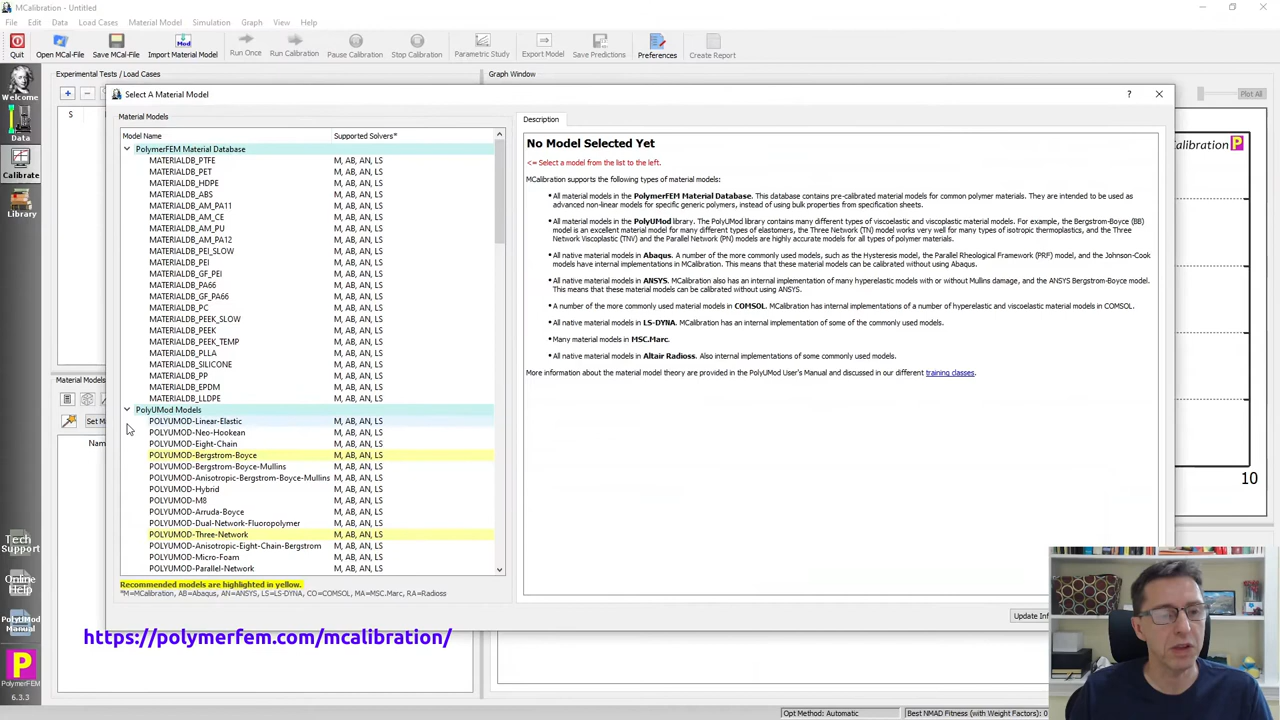 MCalibration - Untitled
File Edit Data Load Cases Material Model Simulation Graph View Help
Quit Open MCal-File Save MCal-File Import Material Model Run Once Run Calibration Pause Calibration Stop Calibration Parametric Study Export Model Save Predictions Preferences Create Report
Experimental Tests / Load Cases
Graph Window
Welcome
Data
Calibrate
Library
Tech Support
Online Help
PolyUMod Manual
PolymerFEM
6.3.3
S
Plot All
Calibration
10
Material Models
Set M
Nam
Select A Material Model
Material Models
Model Name Supported Solvers*
PolymerFEM Material Database
MATERIALDB_PTFE M, AB, AN, LS
MATERIALDB_PET M, AB, AN, LS
MATERIALDB_HDPE M, AB, AN, LS
MATERIALDB_ABS M, AB, AN, LS
MATERIALDB_AM_PA11 M, AB, AN, LS
MATERIALDB_AM_CE M, AB, AN, LS
MATERIALDB_AM_PU M, AB, AN, LS
MATERIALDB_AM_PA12 M, AB, AN, LS
MATERIALDB_PEI_SLOW M, AB, AN, LS
MATERIALDB_PEI M, AB, AN, LS
MATERIALDB_GF_PEI M, AB, AN, LS
MATERIALDB_PA66 M, AB, AN, LS
MATERIALDB_GF_PA66 M, AB, AN, LS
MATERIALDB_PC M, AB, AN, LS
MATERIALDB_PEEK_SLOW M, AB, AN, LS
MATERIALDB_PEEK M, AB, AN, LS
MATERIALDB_PEEK_TEMP M, AB, AN, LS
MATERIALDB_PLLA M, AB, AN, LS
MATERIALDB_SILICONE M, AB, AN, LS
MATERIALDB_PP M, AB, AN, LS
MATERIALDB_EPDM M, AB, AN, LS
MATERIALDB_LLDPE M, AB, AN, LS
PolyUMod Models
POLYUMOD-Linear-Elastic M, AB, AN, LS
POLYUMOD-Neo-Hookean M, AB, AN, LS
POLYUMOD-Eight-Chain M, AB, AN, LS
POLYUMOD-Bergstrom-Boyce M, AB, AN, LS
POLYUMOD-Bergstrom-Boyce-Mullins M, AB, AN, LS
POLYUMOD-Anisotropic-Bergstrom-Boyce-Mullins M, AB, AN, LS
POLYUMOD-Hybrid M, AB, AN, LS
POLYUMOD-M8 M, AB, AN, LS
POLYUMOD-Arruda-Boyce M, AB, AN, LS
POLYUMOD-Dual-Network-Fluoropolymer M, AB, AN, LS
POLYUMOD-Three-Network M, AB, AN, LS
POLYUMOD-Anisotropic-Eight-Chain-Bergstrom M, AB, AN, LS
POLYUMOD-Micro-Foam M, AB, AN, LS
POLYUMOD-Parallel-Network M, AB, AN, LS
Recommended models are highlighted in yellow.
*M=MCalibration, AB=Abaqus, AN=ANSYS, LS=LS-DYNA, CO=COMSOL, MA=MSC.Marc, RA=Radioss
Description
No Model Selected Yet
<= Select a model from the list to the left.
MCalibration supports the following types of material models:
• All material models in the PolymerFEM Material Database. This database contains pre-calibrated material models for common polymer materials. They are intended to be used as
advanced non-linear models for specific generic polymers, instead of using bulk properties from specification sheets.
• All material models in the PolyUMod library. The PolyUMod library contains many different types of viscoelastic and viscoplastic material models. For example, the Bergstrom-Boyce (BB)
model is an excellent material model for many different types of elastomers, the Three Network (TN) model works very well for many types of isotropic thermoplastics, and the Three
Network Viscoplastic (TNV) and the Parallel Network (PN) models are highly accurate models for all types of polymer materials.
• All native material models in Abaqus. A number of the more commonly used models, such as the Hysteresis model, the Parallel Rheological Framework (PRF) model, and the Johnson-Cook
models have internal implementations in MCalibration. This means that these material models can be calibrated without using Abaqus.
• All native material models in ANSYS. MCalibration also has an internal implementation of many hyperelastic models with or without Mullins damage, and the ANSYS Bergstrom-Boyce model.
This means that these material models can be calibrated without using ANSYS.
• A number of the more commonly used material models in COMSOL. MCalibration has internal implementations of a number of hyperelastic and viscoelastic material models in COMSOL.
• All native material models in LS-DYNA. MCalibration has an internal implementation of some of the commonly used models.
• Many material models in MSC.Marc.
• All native material models in Altair Radioss. Also internal implementations of some commonly used models.
More information about the material model theory are provided in the PolyUMod User's Manual and discussed in our different training classes.
Update Inf
https://polymerfem.com/mcalibration/
Opt Method: Automatic Best NMAD Fitness (with Weight Factors): 0